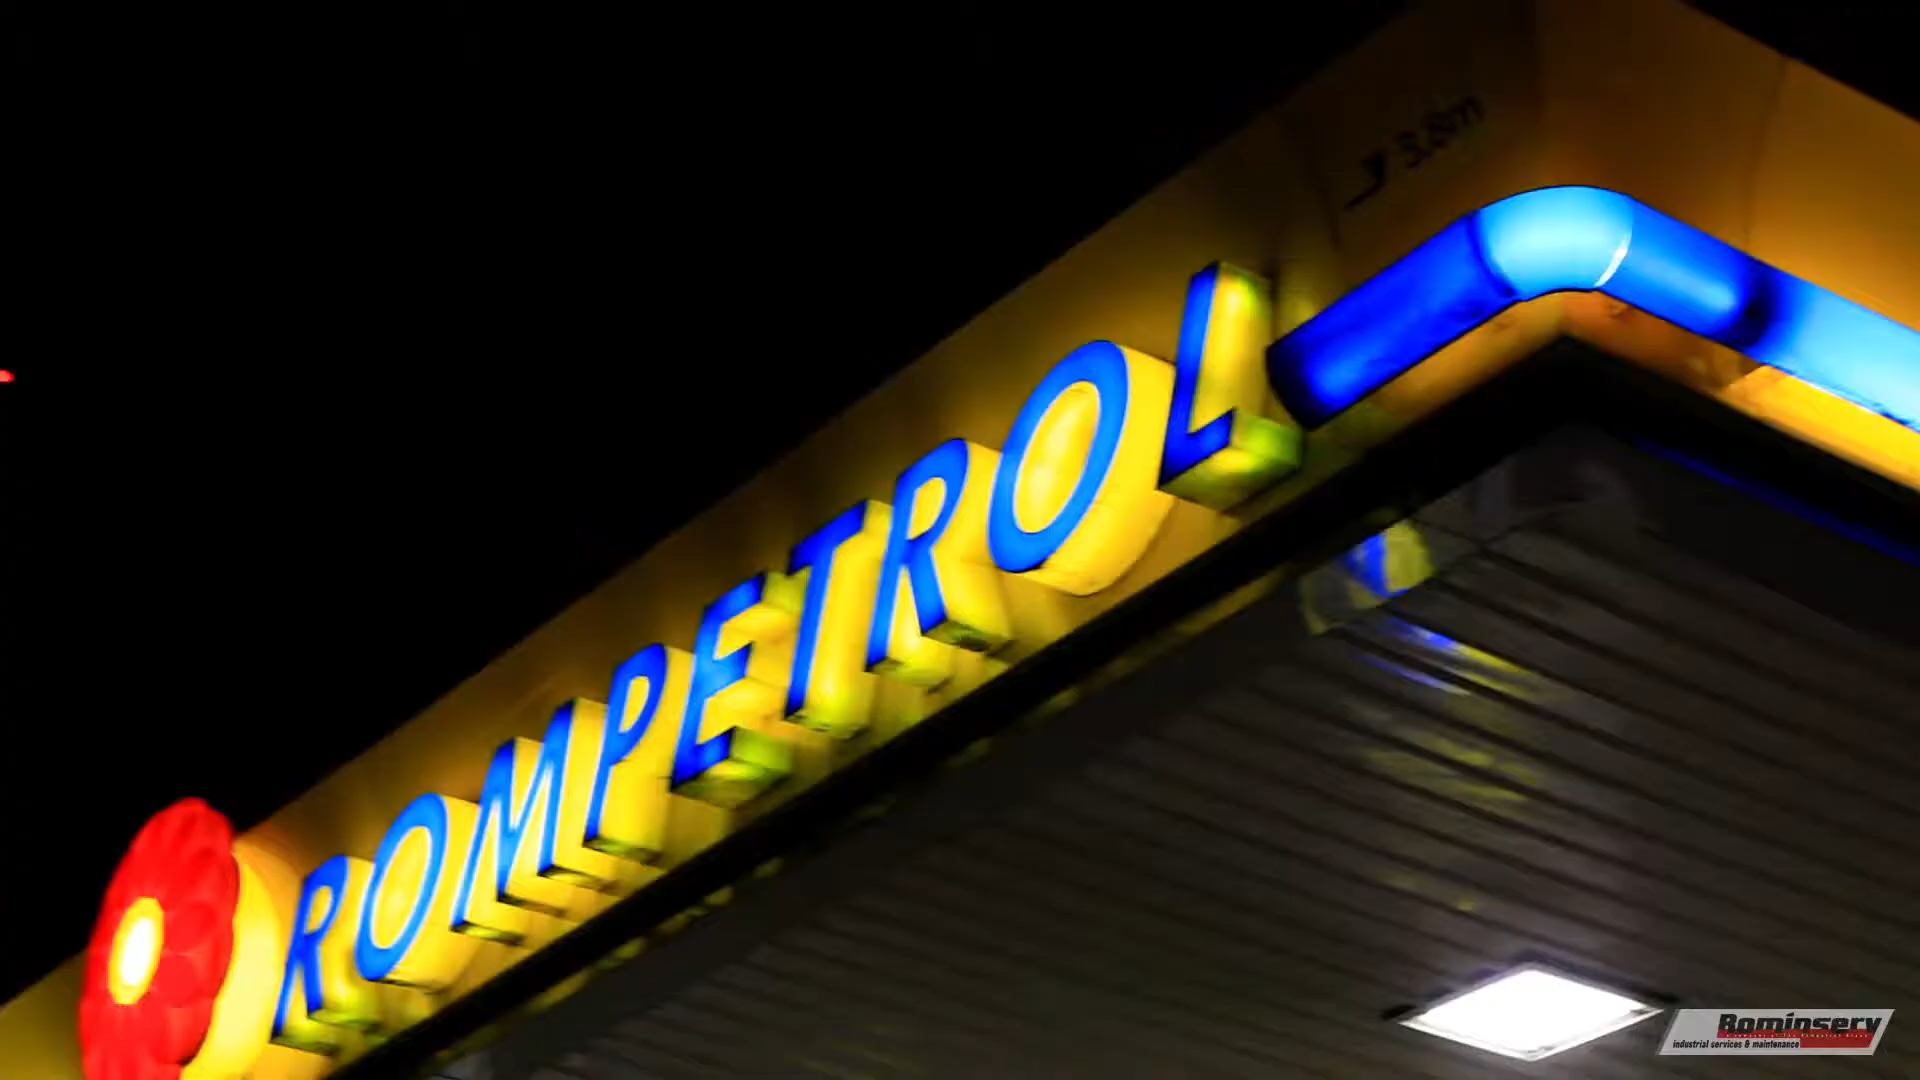 3.8m
ROMPETROL
Rominserv
industrial services & maintenance